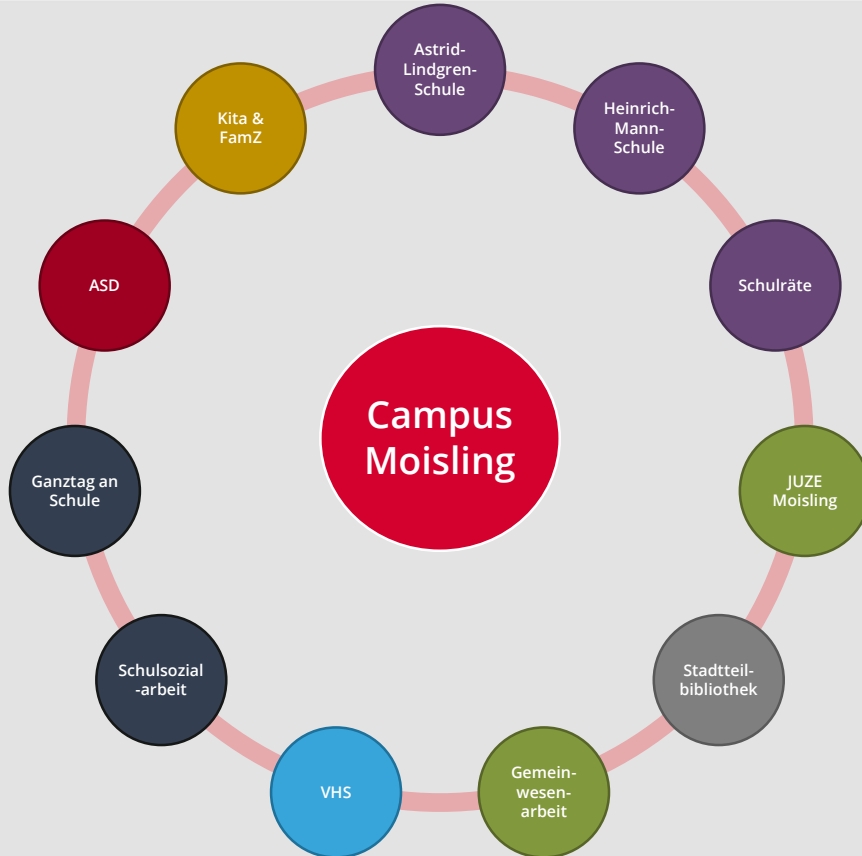 Astrid-
Lindgren-
Schule
Heinrich-
Mann-
Schule
Schulräte
JUZE
Moisling
Stadtteil-
bibliothek
Gemein-
wesen-
arbeit
VHS
Schulsozial
-arbeit
Ganztag an
Schule
ASD
Kita &
FamZ
Campus
Moisling